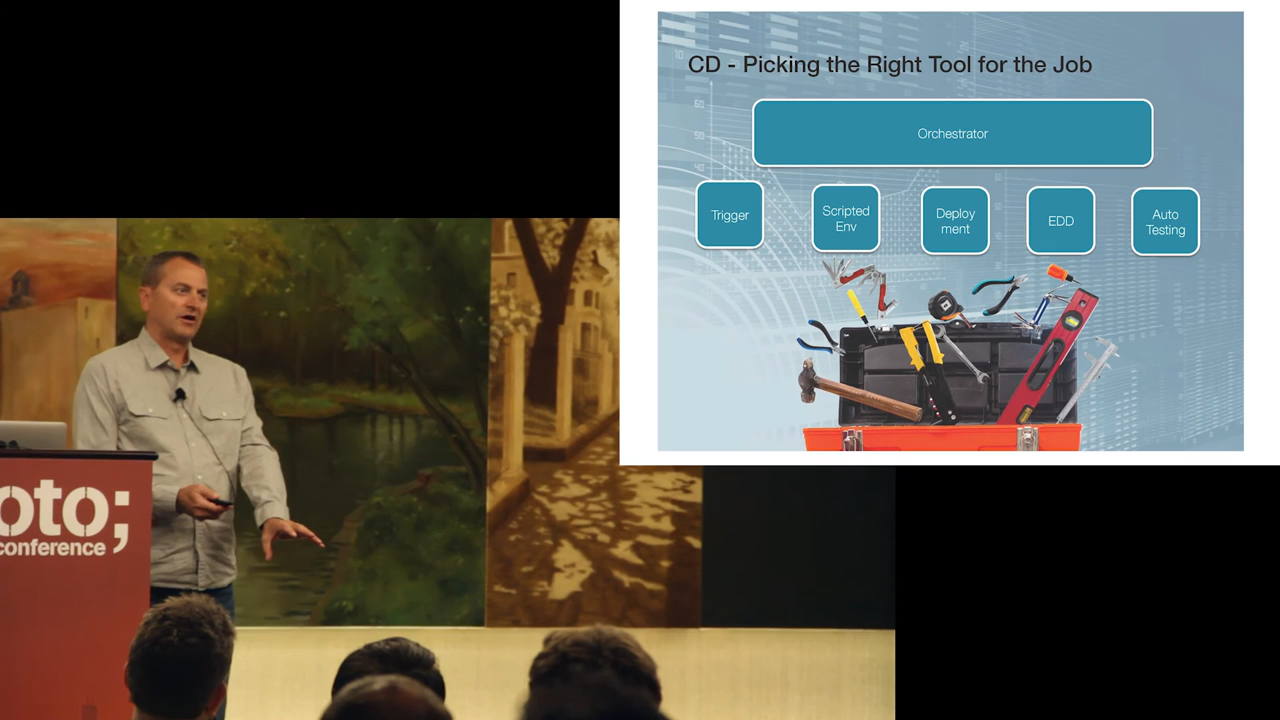 CD - Picking the Right Tool for the Job
Orchestrator
Trigger
Scripted
Env
Deploy
ment
EDD
Auto
Testing
oto;
conference